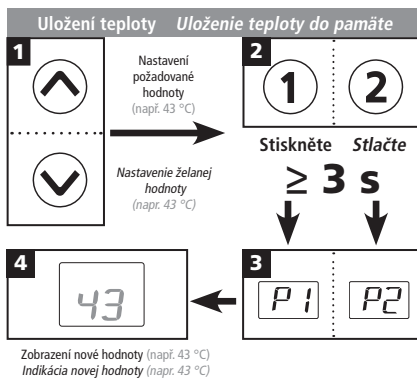 Uložení teploty Uloženie teploty do pamäte
1
Nastavení
požadované
hodnoty
(např. 43 °C)
Nastavenie želanej
hodnoty
(napr. 43 °C)
2
1 2
Stiskněte Stlačte
≥ 3 s
4
43
3
P1 P2
Zobrazení nové hodnoty (např. 43 °C)
Indikácia novej hodnoty (napr. 43 °C)